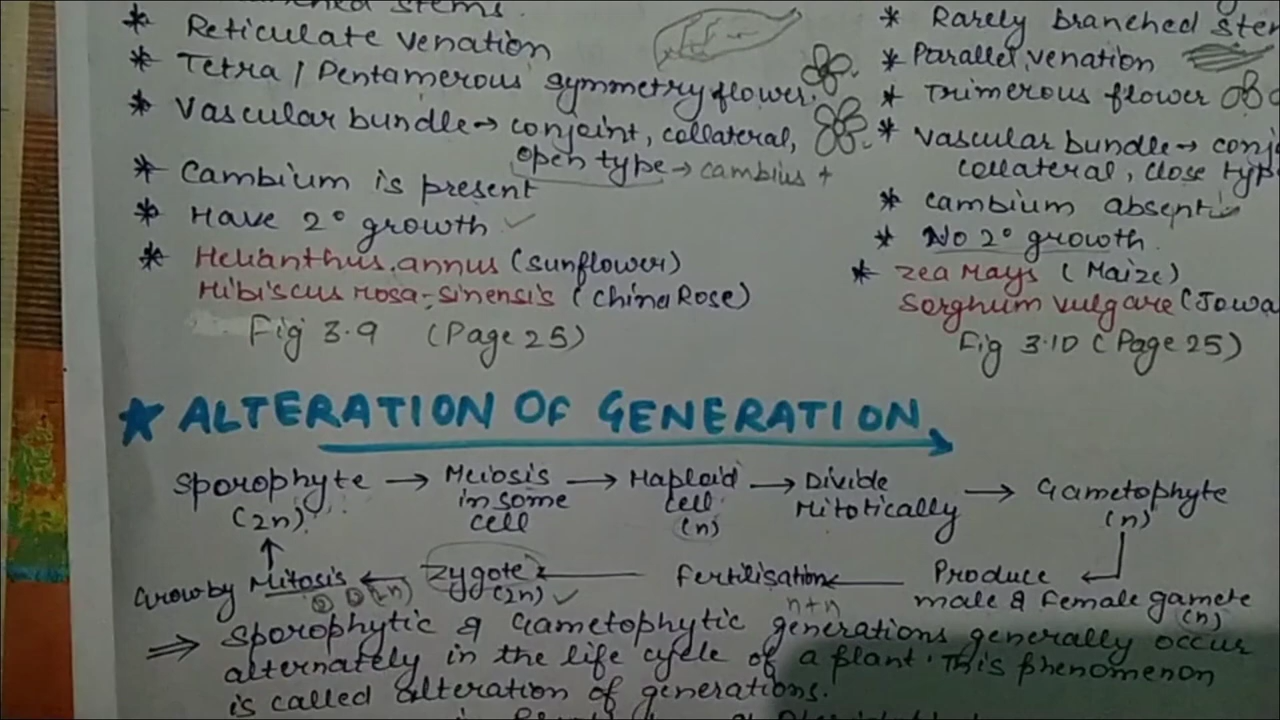 stems.
* Reticulate venation
* Tetra / Pentamerous symmetry flower.
* Vascular bundle → conjoint, collateral,
open type → cambius +
* Cambium is present
* Have 2° growth ✓
* Helianthus annus (sunflower)
Hibiscus rosa-sinensis (China Rose)
Fig 3.9 (Page 25)
* Rarely branched ste
* Parallel venation
* Trimerous flower
* Vascular bundle → conj
collateral, close typ
* Cambium absent
* No 2° growth.
* Zea Mays (Maize)
Sorghum vulgare (Jowa
Fig 3.10 (Page 25)
★ ALTERATION OF GENERATION
Sporophyte → Meiosis → Haploid → Divide → Gametophyte
(2n) in some cell Mitotically (n)
cell (n)
Grow by Mitosis ← Zygote ← Fertilisation ← Produce
(2n) (2n) ✓ n+n male & female gamete
(n)
⇒ Sporophytic & Gametophytic generations generally occur
alternately in the life cycle of a plant. This phenomenon
is called alteration of generations.